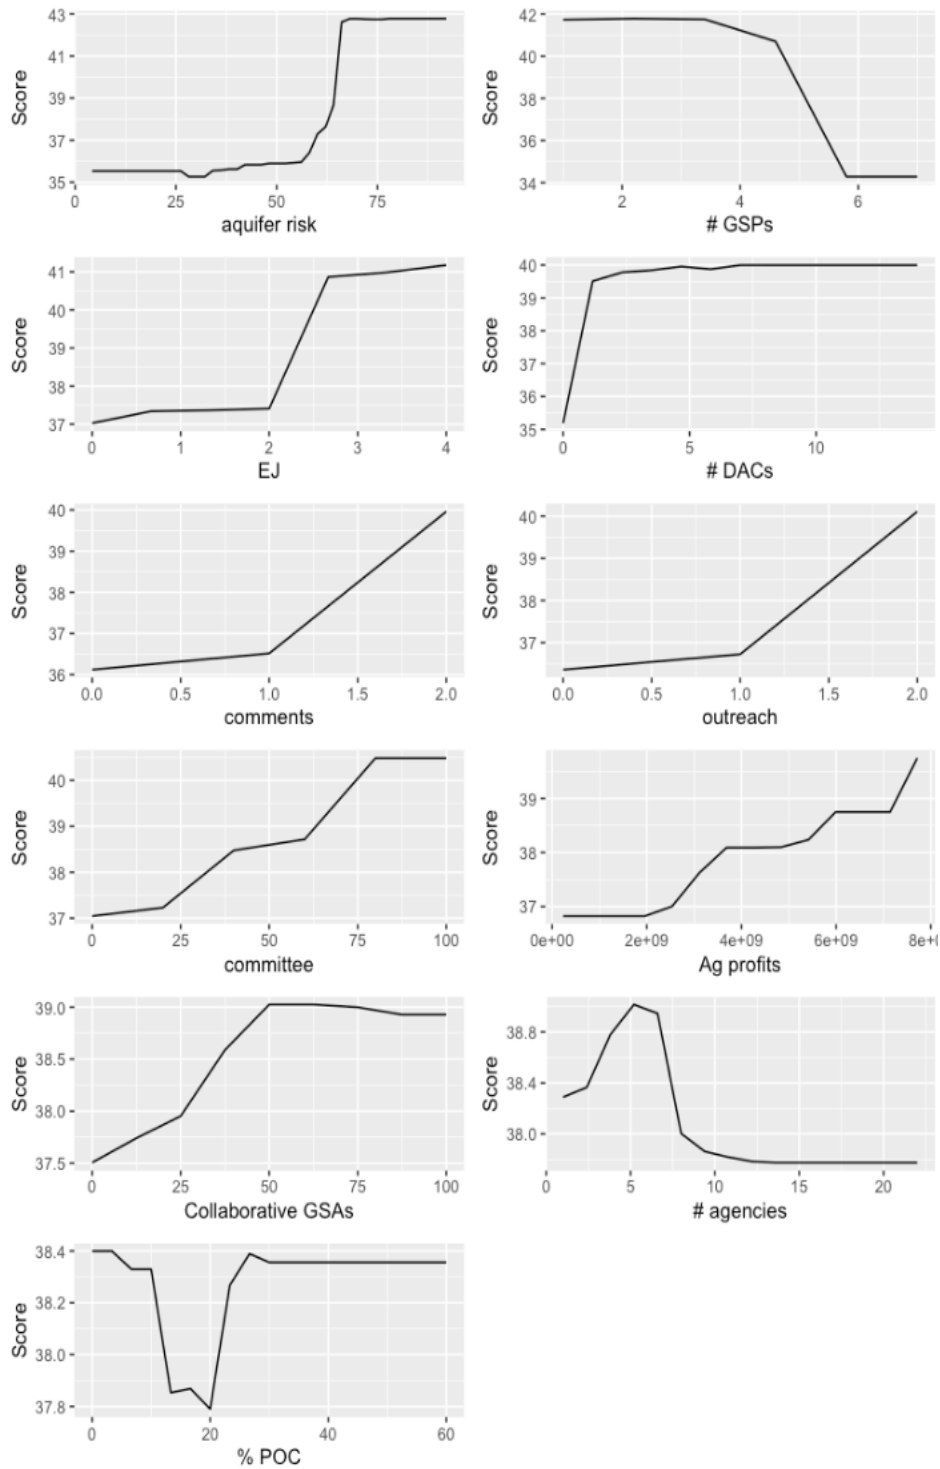 43
41
39
37
35
Score
0 25 50 75
aquifer risk
42
40
38
36
34
Score
2 4 6
# GSPs
41
40
39
38
37
Score
0 1 2 3 4
EJ
40
39
38
37
36
35
Score
0 5 10
# DACs
40
39
38
37
36
Score
0.0 0.5 1.0 1.5 2.0
comments
40
39
38
37
Score
0.0 0.5 1.0 1.5 2.0
outreach
40
39
38
37
Score
0 25 50 75 100
committee
39
38
37
Score
0e+00 2e+09 4e+09 6e+09 8e+0
Ag profits
39.0
38.5
38.0
37.5
Score
0 25 50 75 100
Collaborative GSAs
38.8
38.4
38.0
Score
0 5 10 15 20
# agencies
38.4
38.2
38.0
37.8
Score
0 20 40 60
% POC